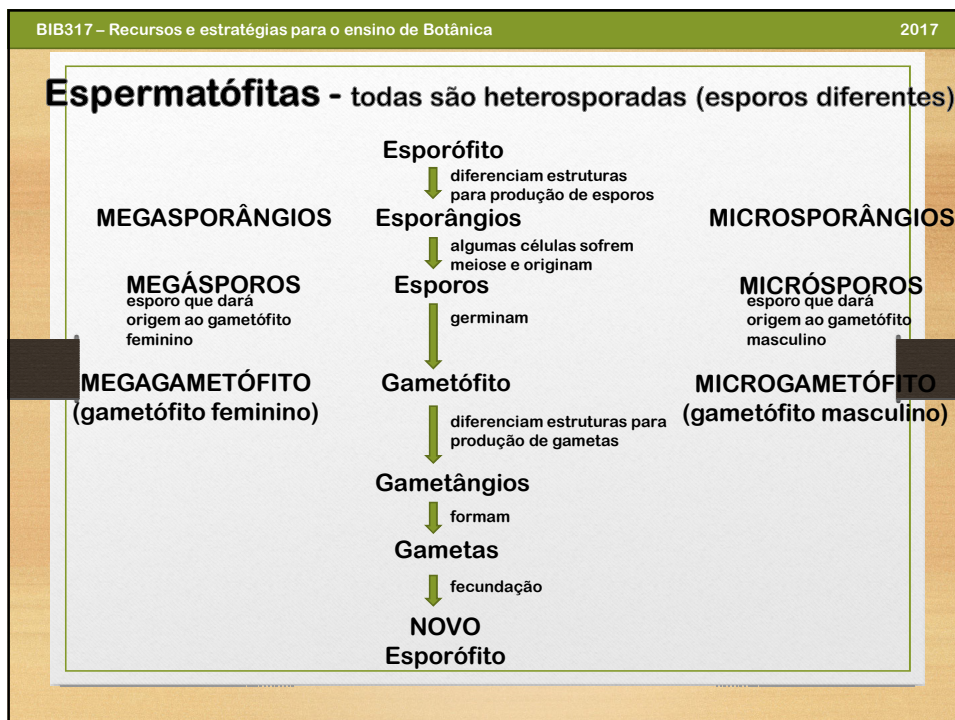 BIB317 – Recursos e estratégias para o ensino de Botânica 2017
Espermatófitas - todas são heterosporadas (esporos diferentes)
Esporófito
diferenciam estruturas
para produção de esporos
MEGASPORÂNGIOS Esporângios MICROSPORÂNGIOS
algumas células sofrem
meiose e originam
MEGÁSPOROS Esporos MICRÓSPOROS
esporo que dará
origem ao gametófito
feminino
esporo que dará
origem ao gametófito
masculino
germinam
MEGAGAMETÓFITO Gametófito MICROGAMETÓFITO
(gametófito feminino) (gametófito masculino)
diferenciam estruturas para
produção de gametas
Gametângios
formam
Gametas
fecundação
NOVO
Esporófito